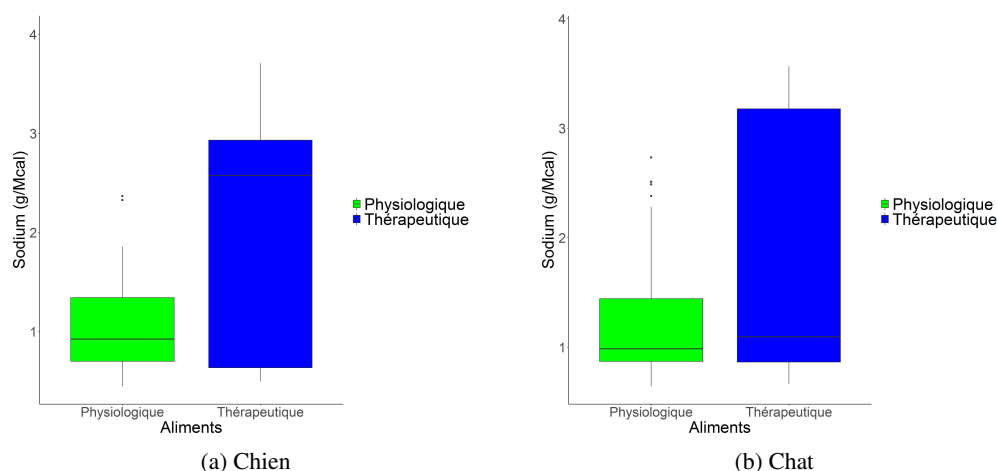 4
3
2
1
Sodium (g/Mcal)
Physiologique
Thérapeutique
Aliments
Physiologique
Thérapeutique
(a) Chien
4
3
2
1
Sodium (g/Mcal)
Physiologique
Thérapeutique
Aliments
Physiologique
Thérapeutique
(b) Chat